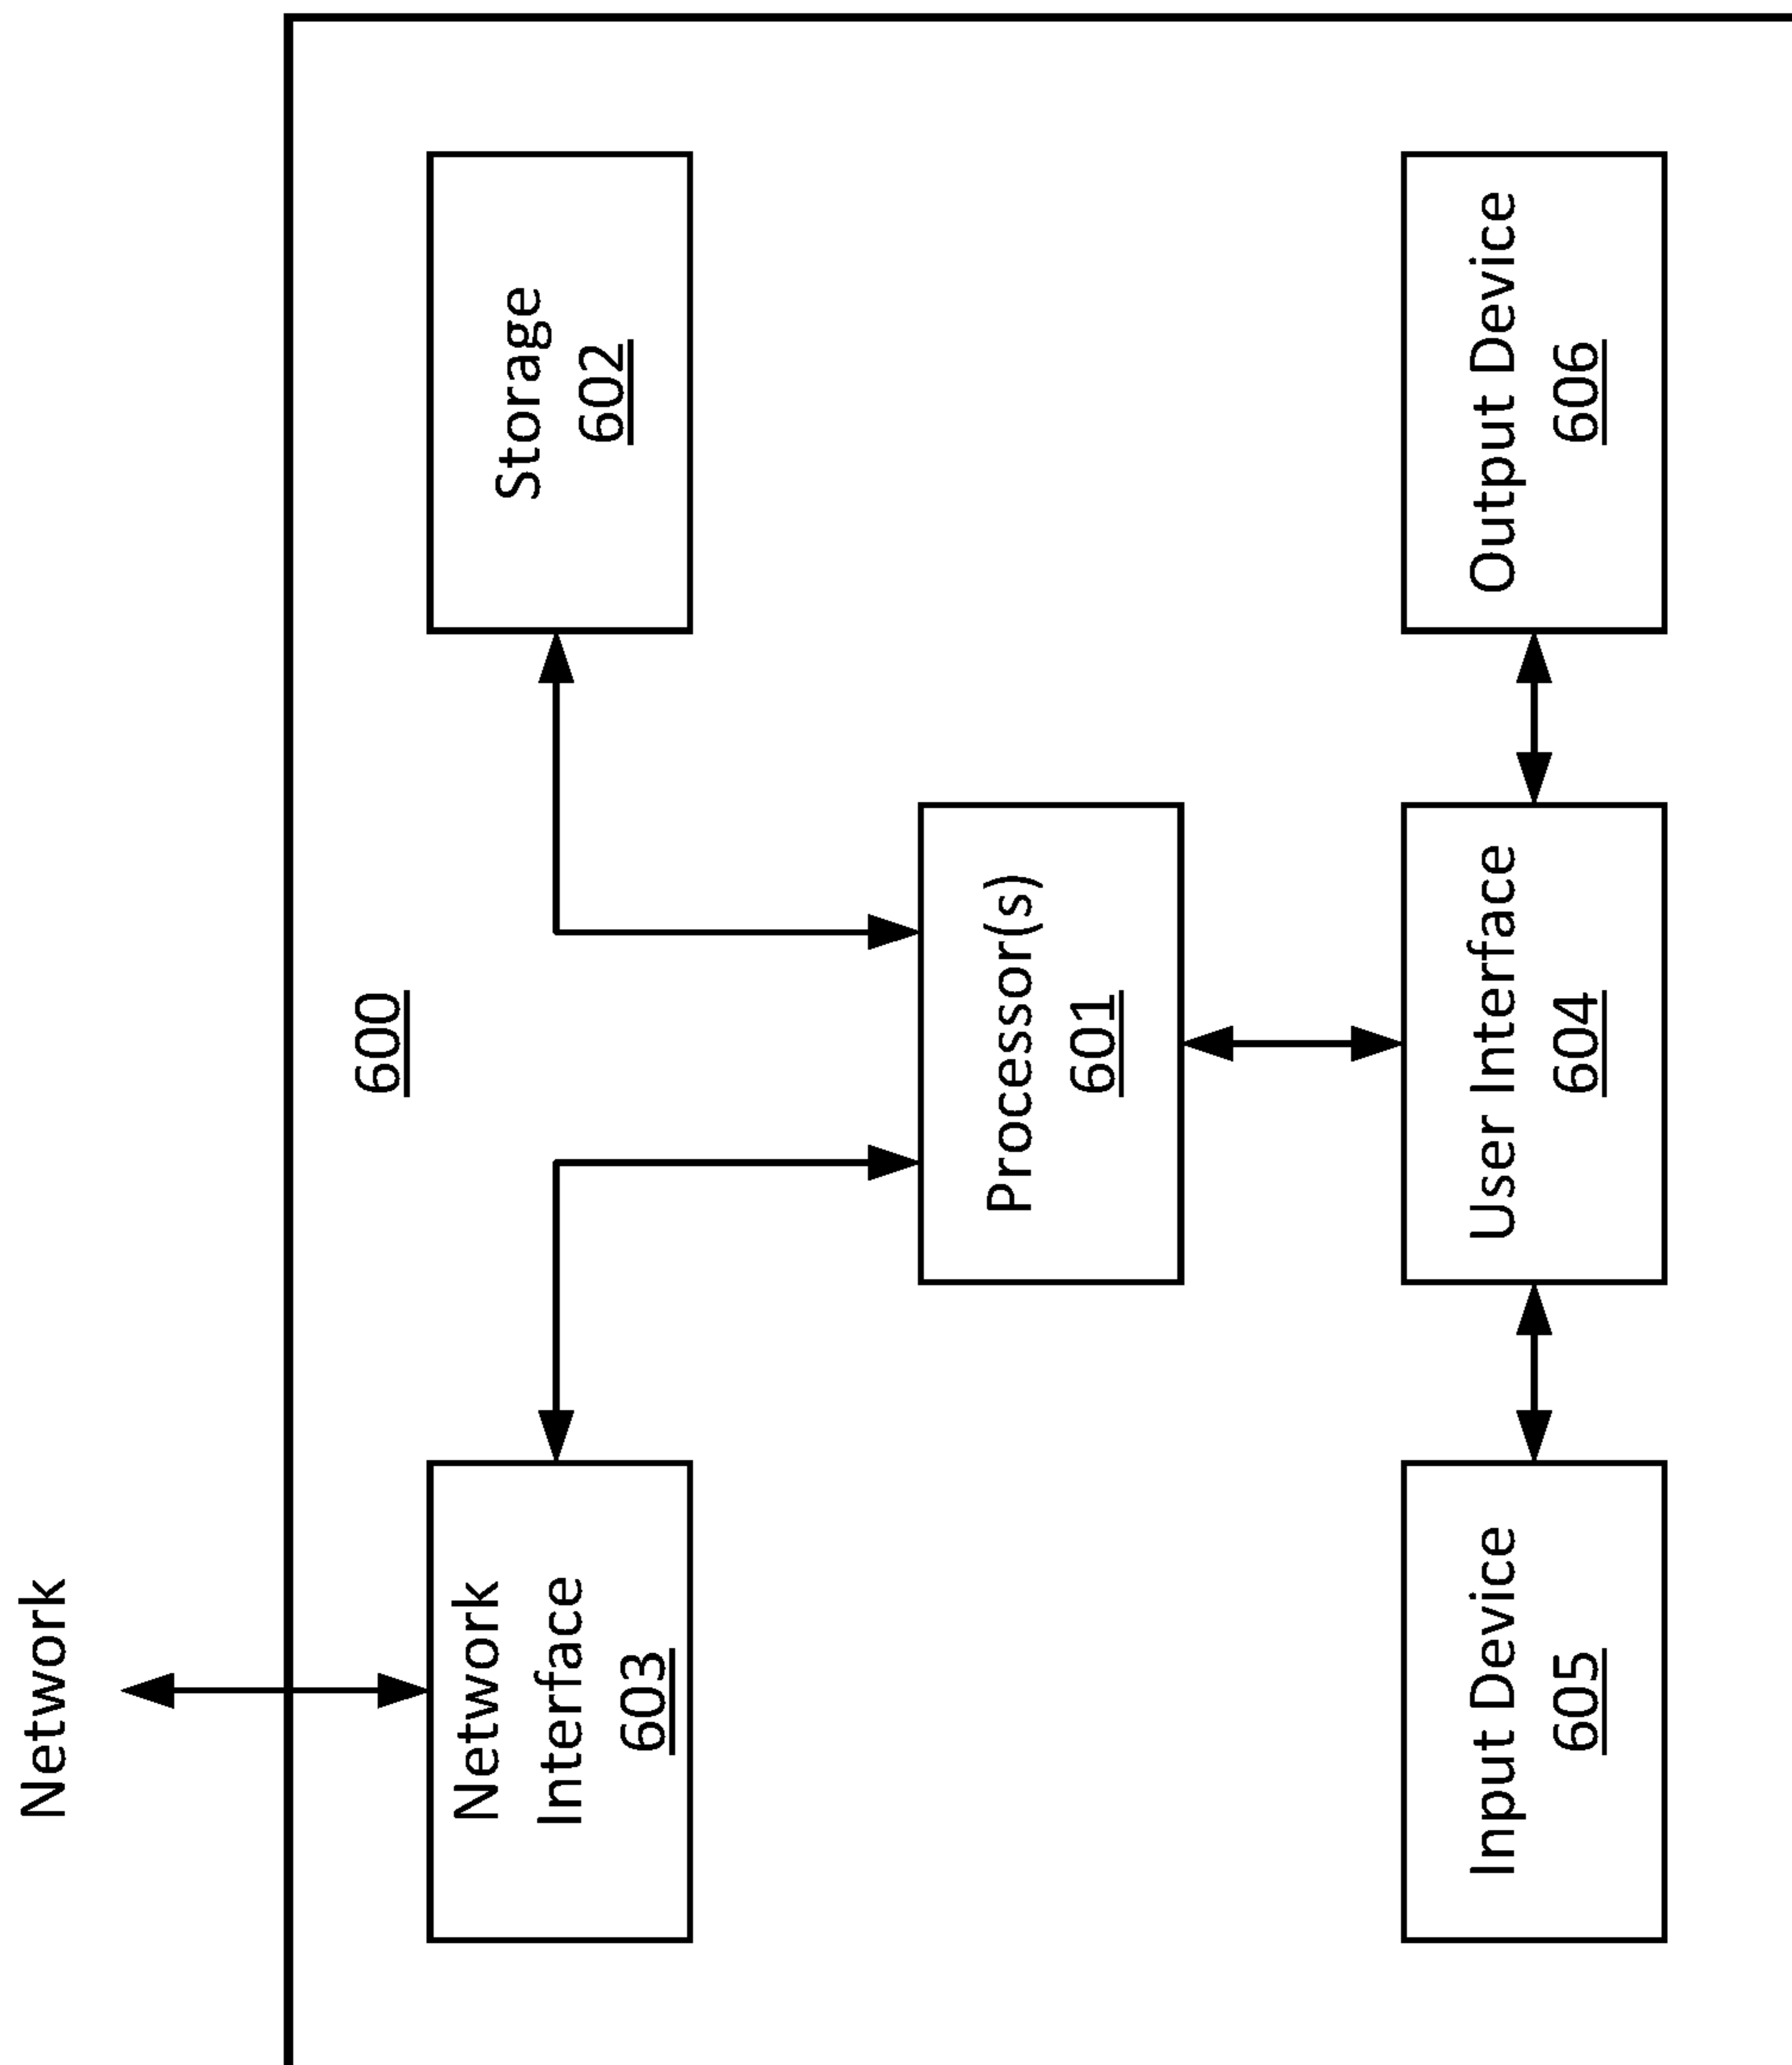 Network
600
Network
Interface
603
Storage
602
Processor(s)
601
Input Device
605
User Interface
604
Output Device
606